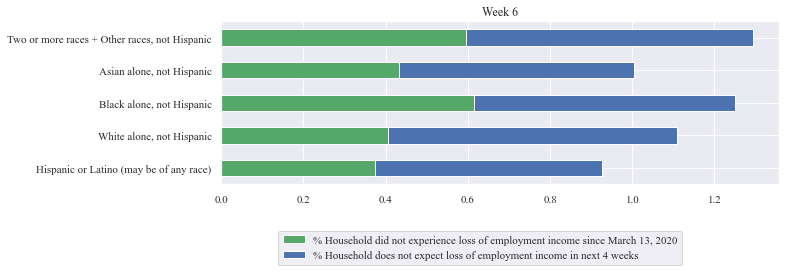 Week 6
Two or more races + Other races, not Hispanic
Asian alone, not Hispanic
Black alone, not Hispanic
White alone, not Hispanic
Hispanic or Latino (may be of any race)
0.0 0.2 0.4 0.6 0.8 1.0 1.2
% Household did not experience loss of employment income since March 13, 2020
% Household does not expect loss of employment income in next 4 weeks